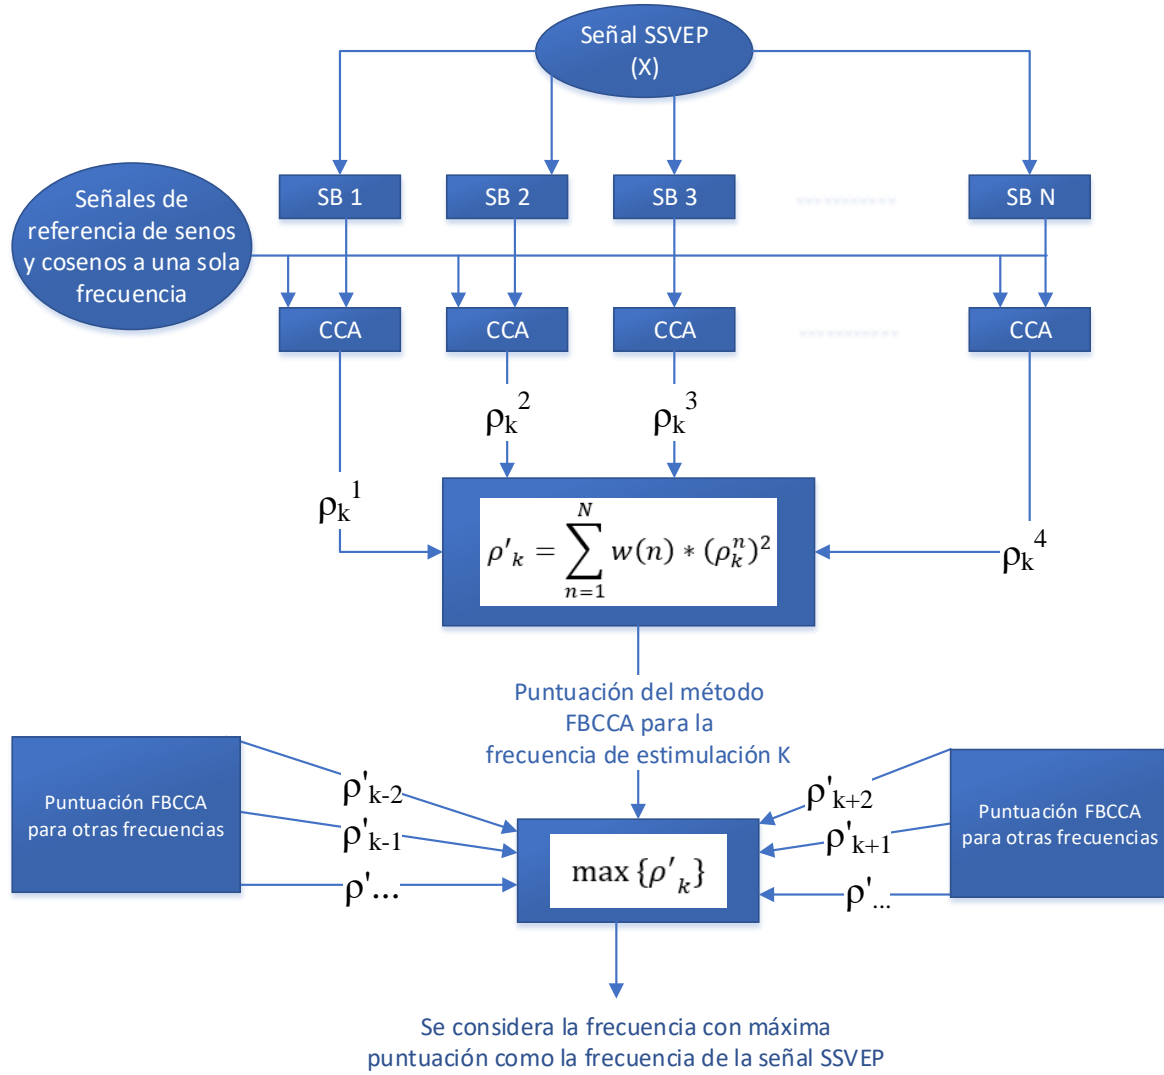 Señal SSVEP
(X)
SB 1
SB 2
SB 3
............
SB N
Señales de
referencia de senos
y cosenos a una sola
frecuencia
CCA
CCA
CCA
............
CCA
ρₖ²
ρₖ³
ρₖ¹
ρ'ₖ = ∑ₙ₌₁ᴺ w(n) * (ρₖⁿ)²
ρₖ⁴
Puntuación del método
FBCCA para la
frecuencia de estimulación K
Puntuación FBCCA
para otras frecuencias
ρ'ₖ₋₂
ρ'ₖ₋₁
ρ'...
max {ρ'ₖ}
ρ'ₖ₊₂
ρ'ₖ₊₁
ρ'...
Puntuación FBCCA
para otras frecuencias
Se considera la frecuencia con máxima
puntuación como la frecuencia de la señal SSVEP